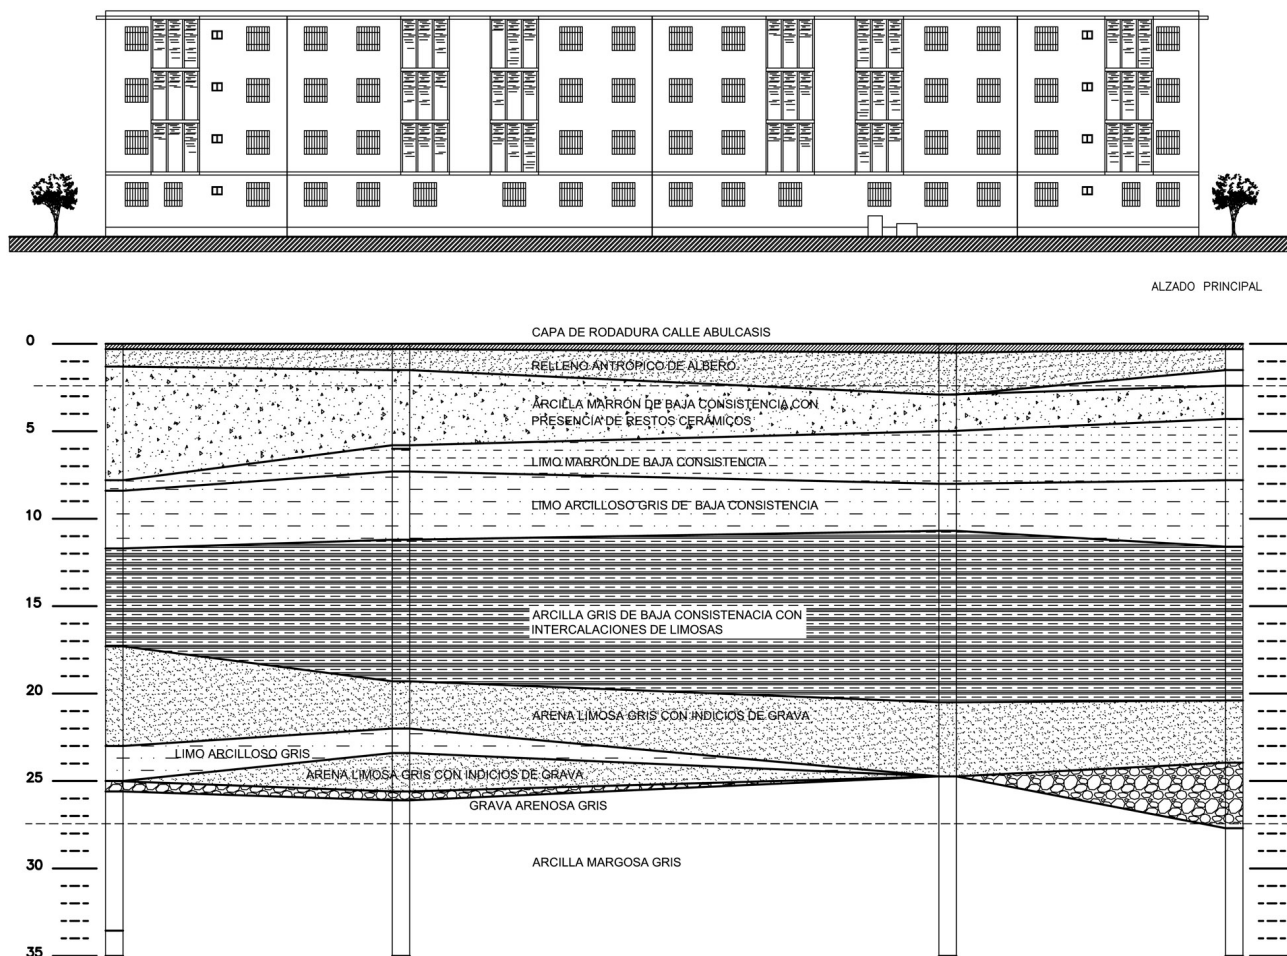 ALZADO PRINCIPAL
0
CAPA DE RODADURA CALLE ABULCASIS
RELLENO ANTRÓPICO DE ALBERO
ARCILLA MARRÓN DE BAJA CONSISTENCIA CON
PRESENCIA DE RESTOS CERÁMICOS
5
LIMO MARRÓN DE BAJA CONSISTENCIA
LIMO ARCILLOSO GRIS DE BAJA CONSISTENCIA
10
15
ARCILLA GRIS DE BAJA CONSISTENACIA CON
INTERCALACIONES DE LIMOSAS
20
ARENA LIMOSA GRIS CON INDICIOS DE GRAVA
LIMO ARCILLOSO GRIS
ARENA LIMOSA GRIS CON INDICIOS DE GRAVA
25
GRAVA ARENOSA GRIS
ARCILLA MARGOSA GRIS
30
35